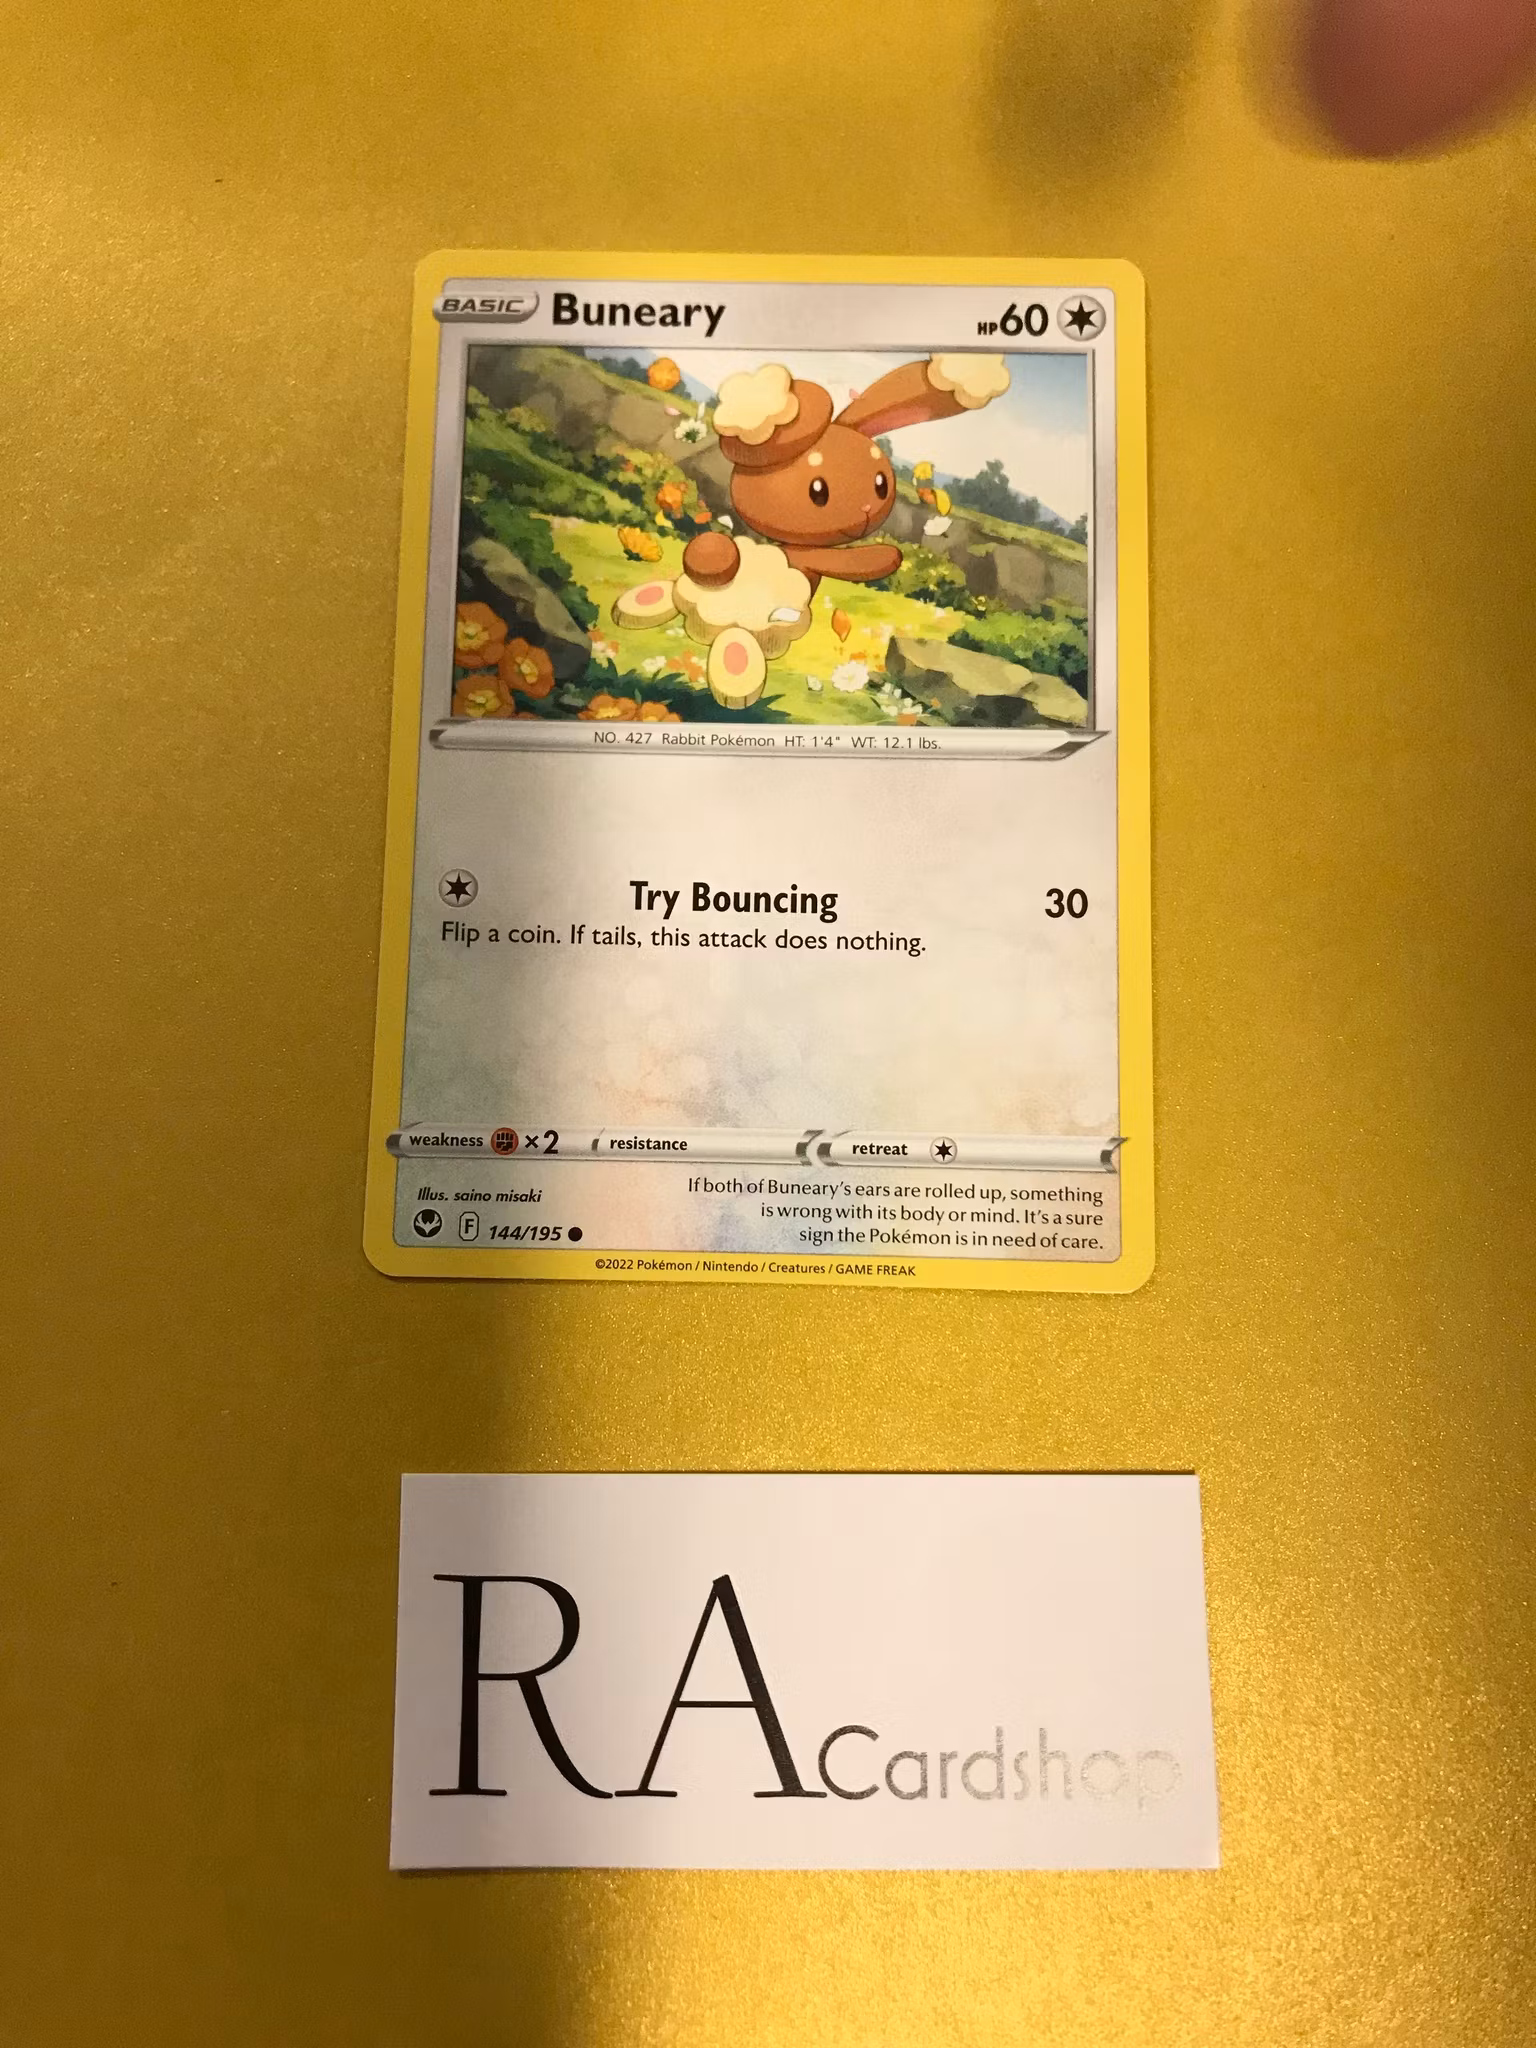 BASIC Buneary HP60
NO. 427 Rabbit Pokémon HT: 1'4" WT: 12.1 lbs.
Try Bouncing 30
Flip a coin. If tails, this attack does nothing.
weakness ×2 resistance retreat
Illus. saino misaki
F 144/195
If both of Buneary's ears are rolled up, something
is wrong with its body or mind. It's a sure
sign the Pokémon is in need of care.
©2022 Pokémon / Nintendo / Creatures / GAME FREAK
RA Cardshop